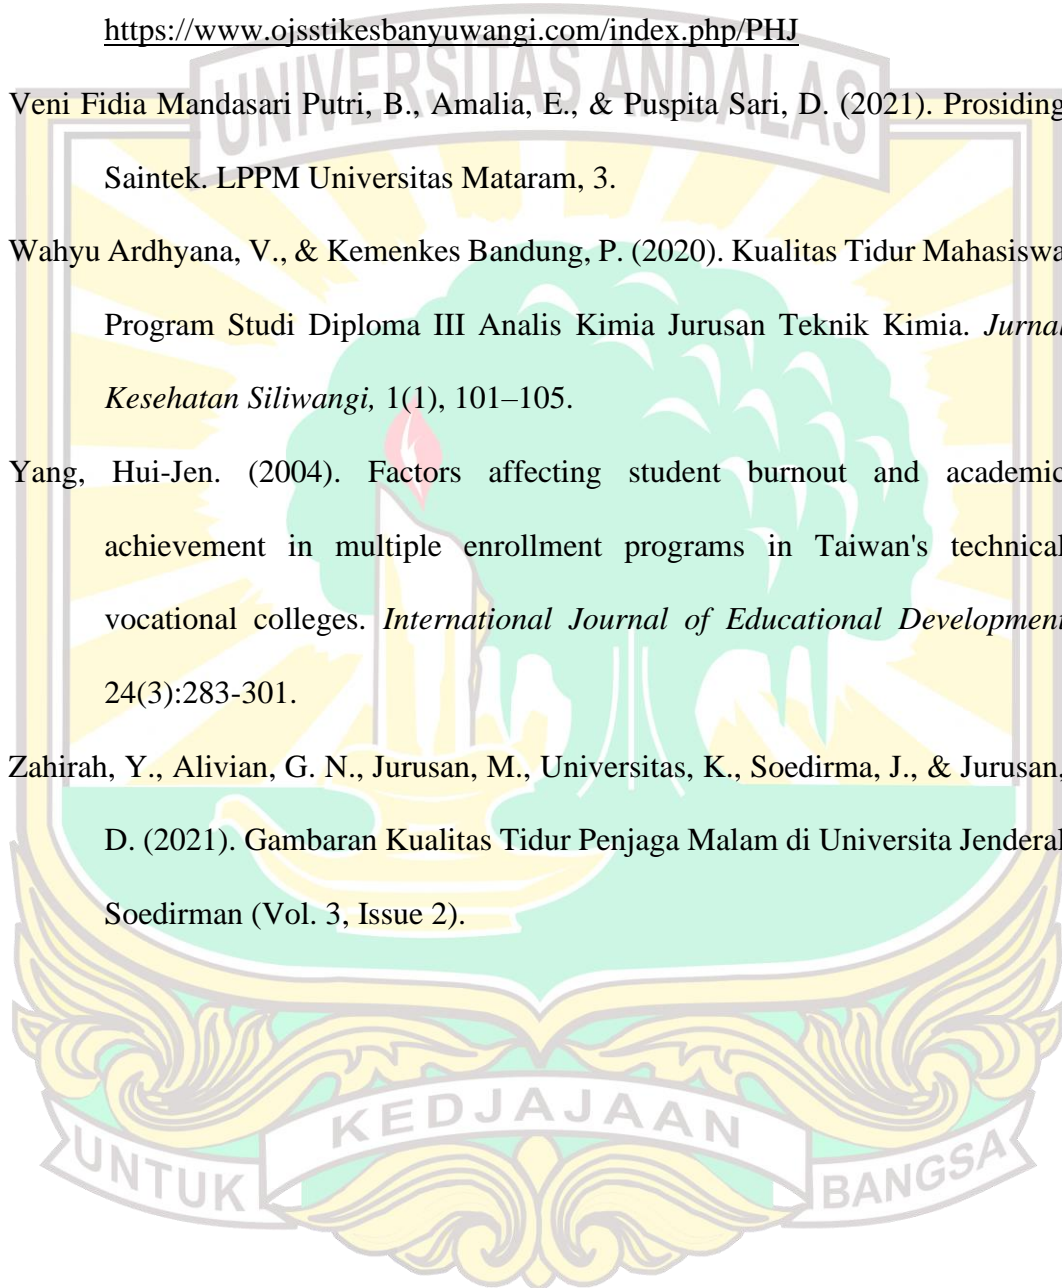 https://www.ojsstikesbanyuwangi.com/index.php/PHJ
UNIVERSITAS ANDALAS
Veni Fidia Mandasari Putri, B., Amalia, E., & Puspita Sari, D. (2021). Prosiding
Saintek. LPPM Universitas Mataram, 3.
Wahyu Ardhyana, V., & Kemenkes Bandung, P. (2020). Kualitas Tidur Mahasiswa
Program Studi Diploma III Analis Kimia Jurusan Teknik Kimia. Jurnal
Kesehatan Siliwangi, 1(1), 101–105.
Yang, Hui-Jen. (2004). Factors affecting student burnout and academic
achievement in multiple enrollment programs in Taiwan's technical
vocational colleges. International Journal of Educational Development
24(3):283-301.
Zahirah, Y., Alivian, G. N., Jurusan, M., Universitas, K., Soedirma, J., & Jurusan,
D. (2021). Gambaran Kualitas Tidur Penjaga Malam di Universita Jenderal
Soedirman (Vol. 3, Issue 2).
UNTUK KEDJAJAAN BANGSA